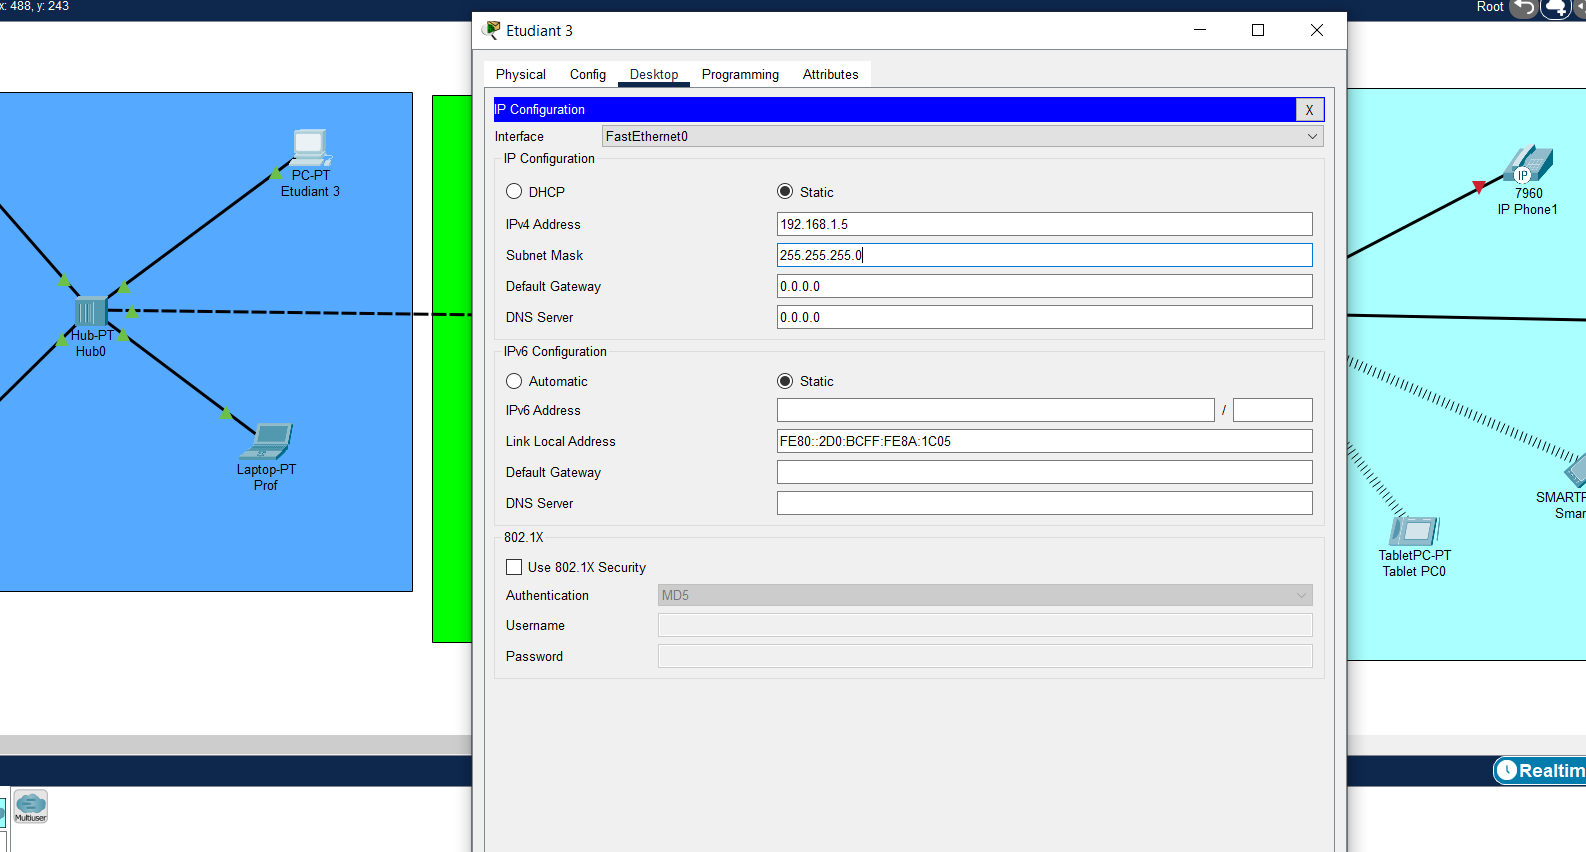 x: 488, y: 243
Root
Etudiant 3
Physical Config Desktop Programming Attributes
IP Configuration X
Interface FastEthernet0
IP Configuration
DHCP Static
IPv4 Address 192.168.1.5
Subnet Mask 255.255.255.0
Default Gateway 0.0.0.0
DNS Server 0.0.0.0
IPv6 Configuration
Automatic Static
IPv6 Address /
Link Local Address FE80::2D0:BCFF:FE8A:1C05
Default Gateway
DNS Server
802.1X
Use 802.1X Security
Authentication MD5
Username
Password
PC-PT
Etudiant 3
Hub-PT
Hub0
Laptop-PT
Prof
IP
7960
IP Phone1
SMARTP
Smar
TabletPC-PT
Tablet PC0
Realtim
Multiuser